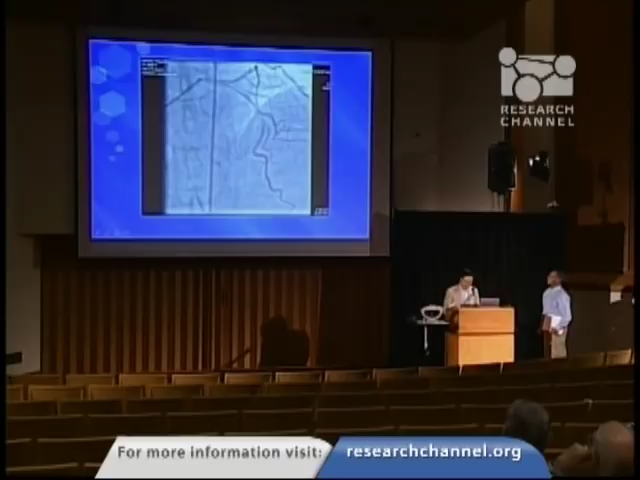 RESEARCH
CHANNEL
For more information visit:
researchchannel.org